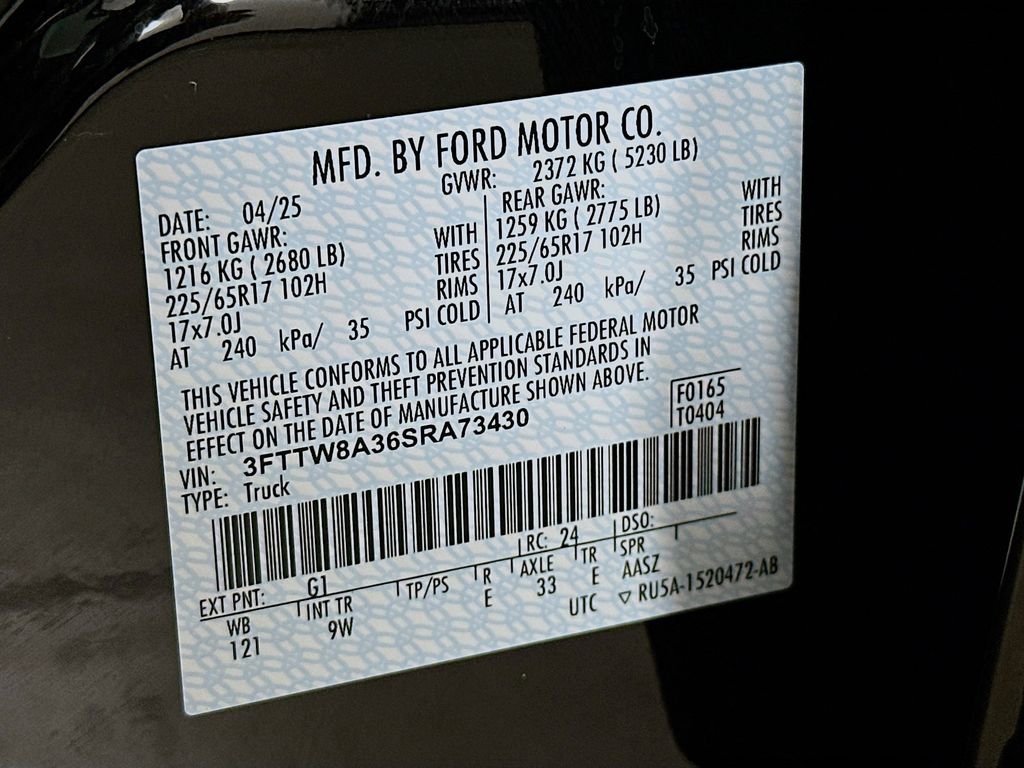 MFD. BY FORD MOTOR CO.
DATE: 04/25 GVWR: 2372 KG ( 5230 LB)
FRONT GAWR: REAR GAWR:
1216 KG ( 2680 LB) WITH 1259 KG ( 2775 LB) WITH
225/65R17 102H TIRES 225/65R17 102H TIRES
17x7.0J RIMS 17x7.0J RIMS
AT 240 kPa/ 35 PSI COLD AT 240 kPa/ 35 PSI COLD
THIS VEHICLE CONFORMS TO ALL APPLICABLE FEDERAL MOTOR
VEHICLE SAFETY AND THEFT PREVENTION STANDARDS IN
EFFECT ON THE DATE OF MANUFACTURE SHOWN ABOVE.
VIN: 3FTTW8A36SRA73430 F0165
TYPE: Truck T0404
EXT PNT: G1 RC: 24 DSO:
WB INT TR TP/PS R AXLE TR SPR
121 9W E 33 E AASZ
UTC ▽ RU5A-1520472-AB